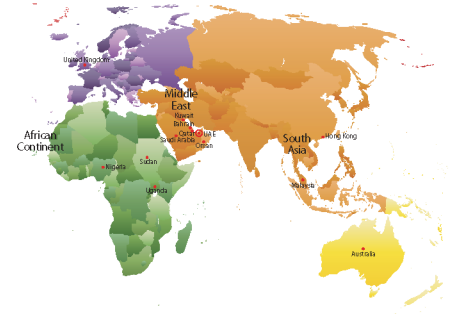 United Kingdom
Middle
East
Kuwait
Bahrain
Qatar
UAE
Saudi Arabia
Oman
African
Continent
South
Asia
Hong Kong
Sudan
Nigeria
Uganda
Malaysia
Australia